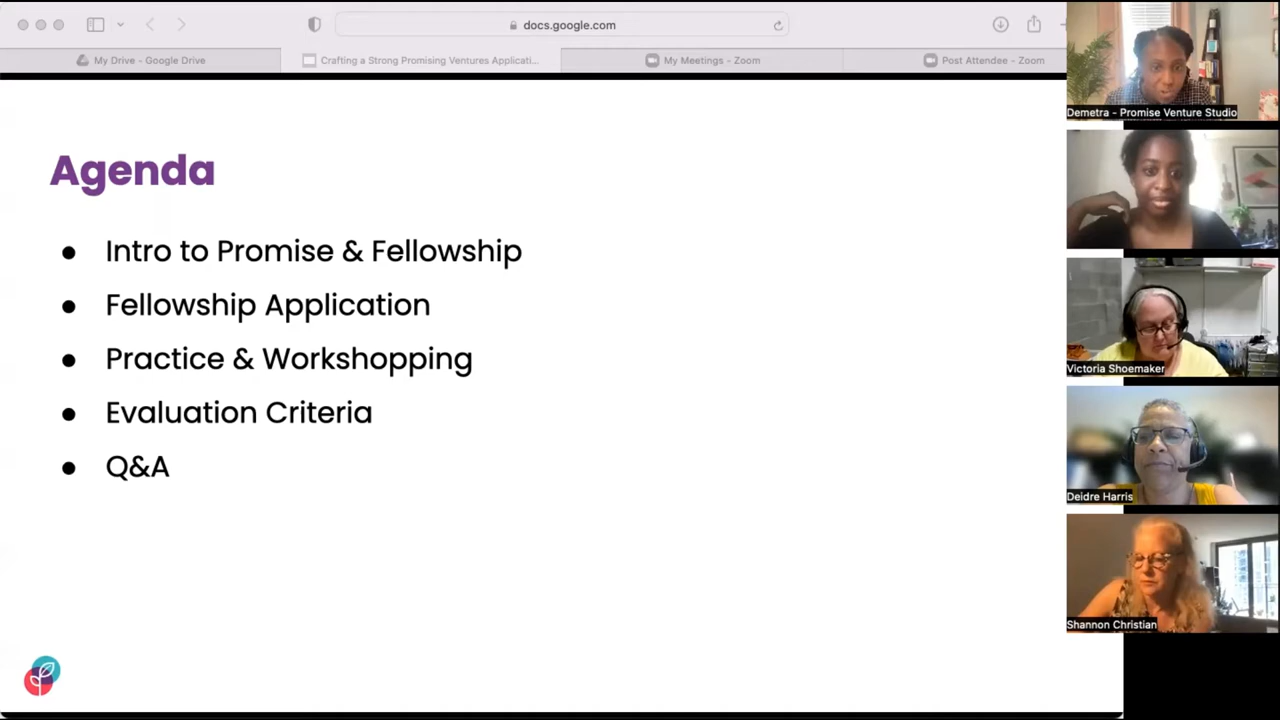 docs.google.com
My Drive - Google Drive
Crafting a Strong Promising Ventures Applicati...
My Meetings - Zoom
Post Attendee - Zoom
Agenda
● Intro to Promise & Fellowship
● Fellowship Application
● Practice & Workshopping
● Evaluation Criteria
● Q&A
Demetra - Promise Venture Studio
Victoria Shoemaker
Deidre Harris
Shannon Christian